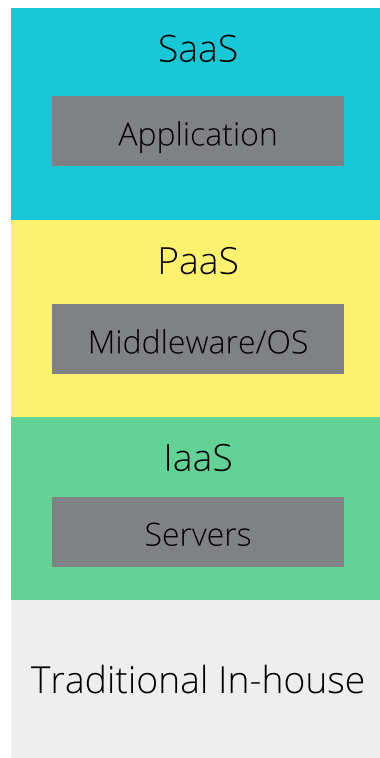 SaaS
Application
PaaS
Middleware/OS
IaaS
Servers
Traditional In-house